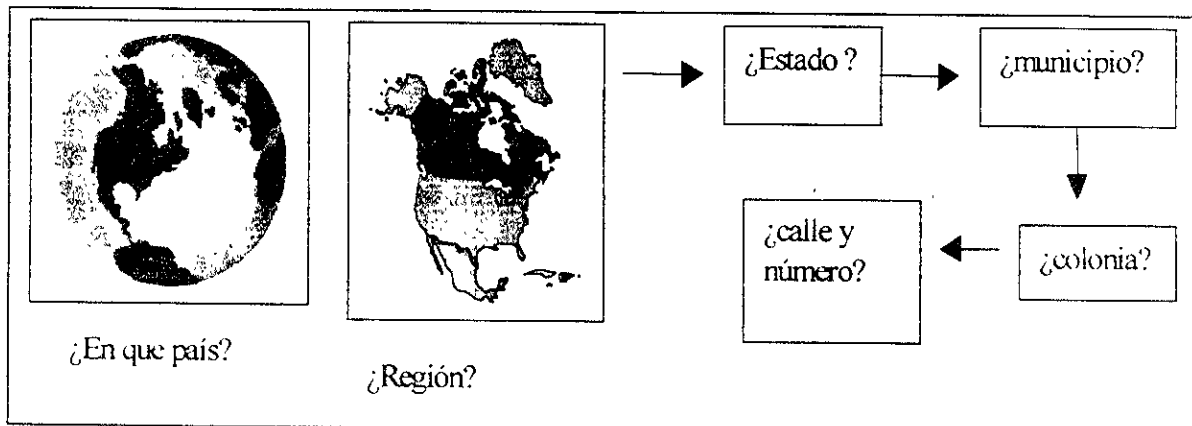 ¿En que país?
¿Región?
¿Estado ?
¿municipio?
¿colonia?
¿calle y
número?